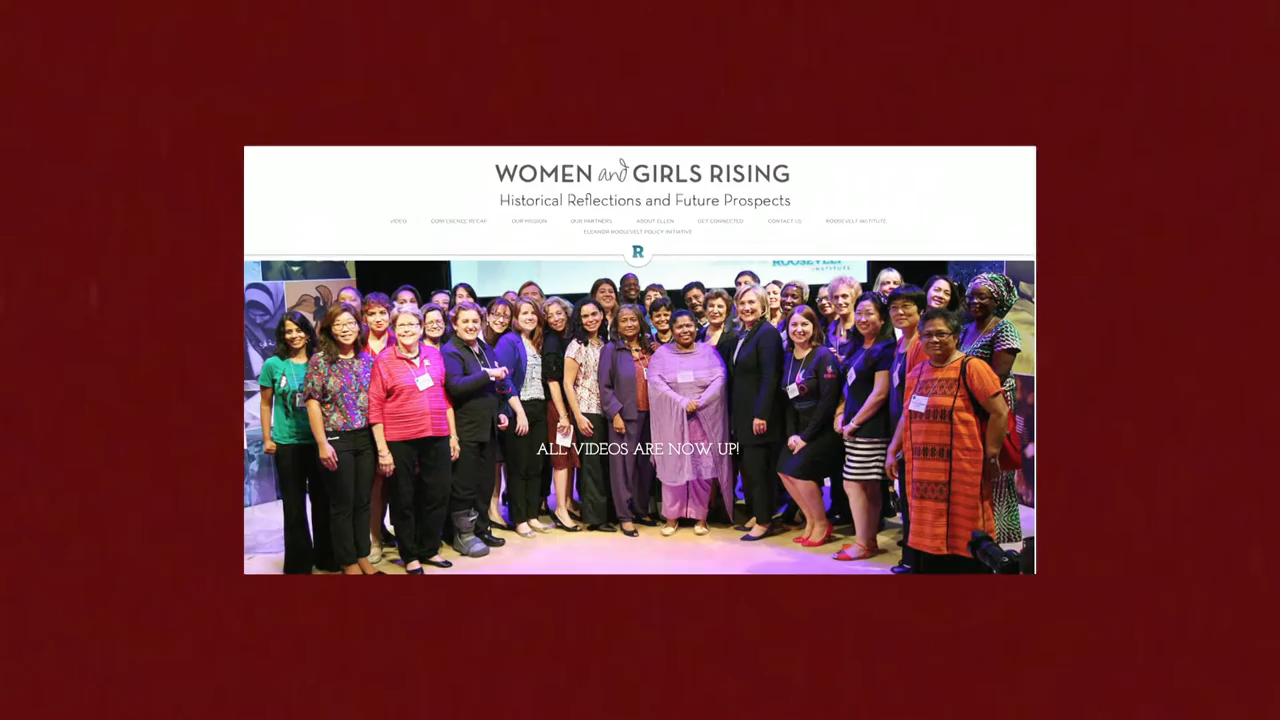 WOMEN and GIRLS RISING
Historical Reflections and Future Prospects
VIDEO CONFERENCE RECAP OUR MISSION OUR PARTNERS ABOUT ELLEN GET CONNECTED CONTACT US ROOSEVELT INSTITUTE
ELEANOR ROOSEVELT POLICY INITIATIVE
R
ROOSEVELT
INSTITUTE
ALL VIDEOS ARE NOW UP!